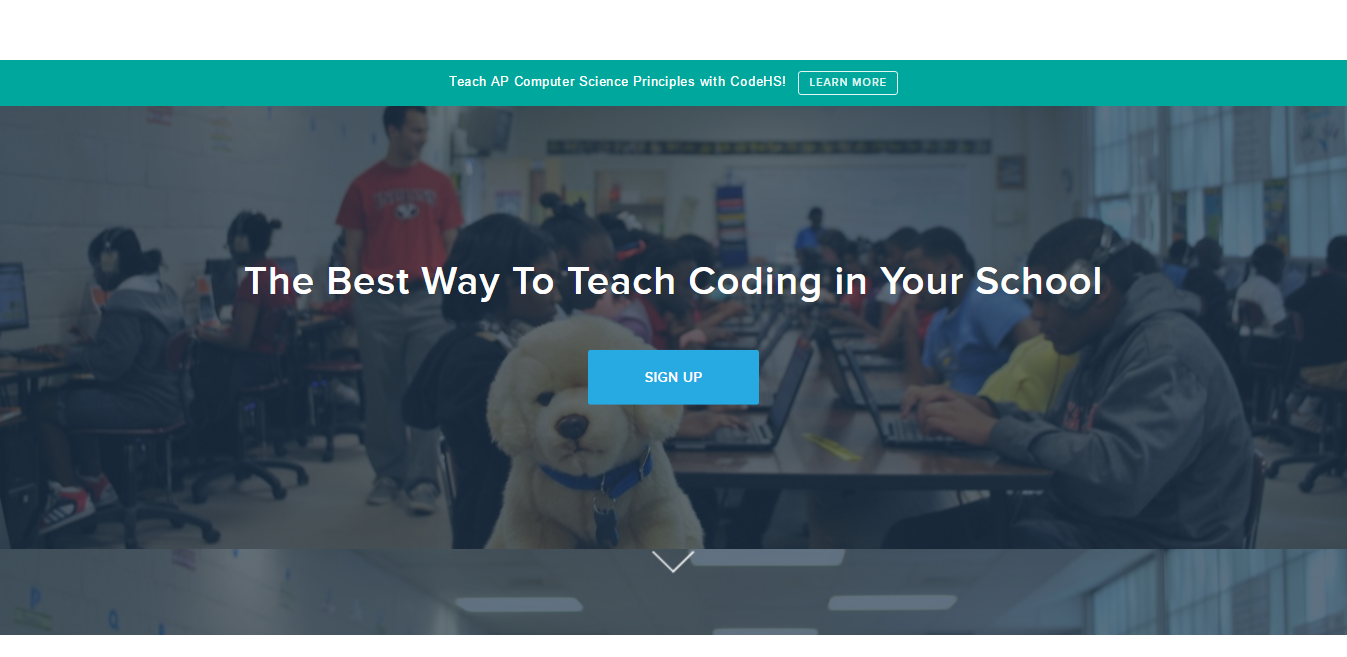 Teach AP Computer Science Principles with CodeHS! LEARN MORE
The Best Way To Teach Coding in Your School
SIGN UP